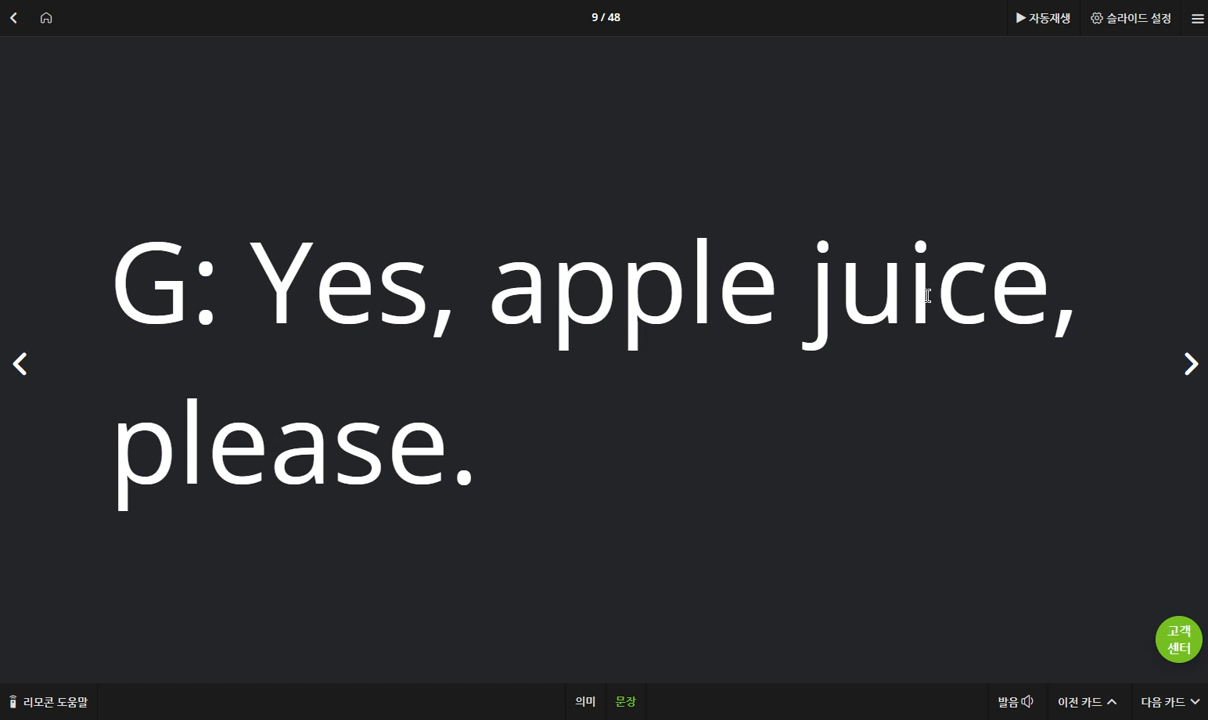 9 / 48
자동재생
슬라이드 설정
G: Yes, apple juice,
please.
고객
센터
리모콘 도움말
의미
문장
발음
이전 카드
다음 카드